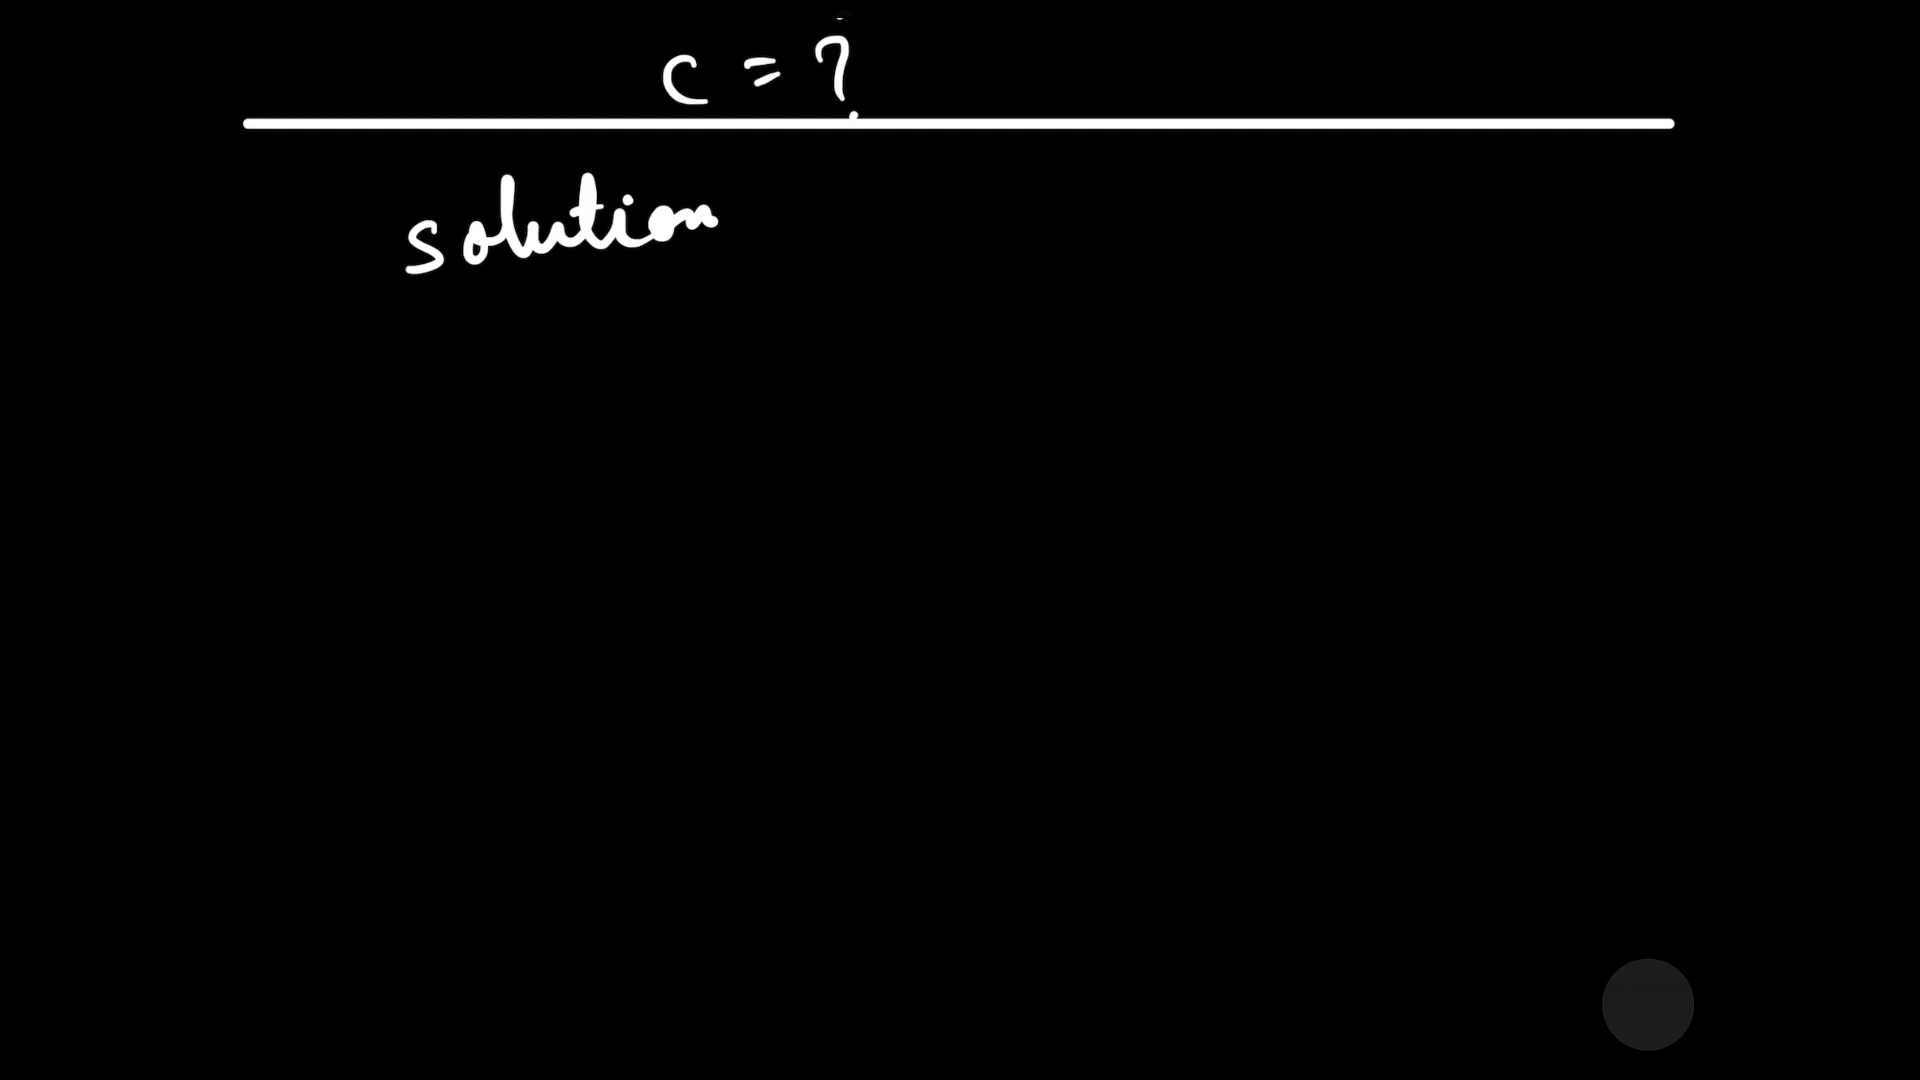 c = ?
solution